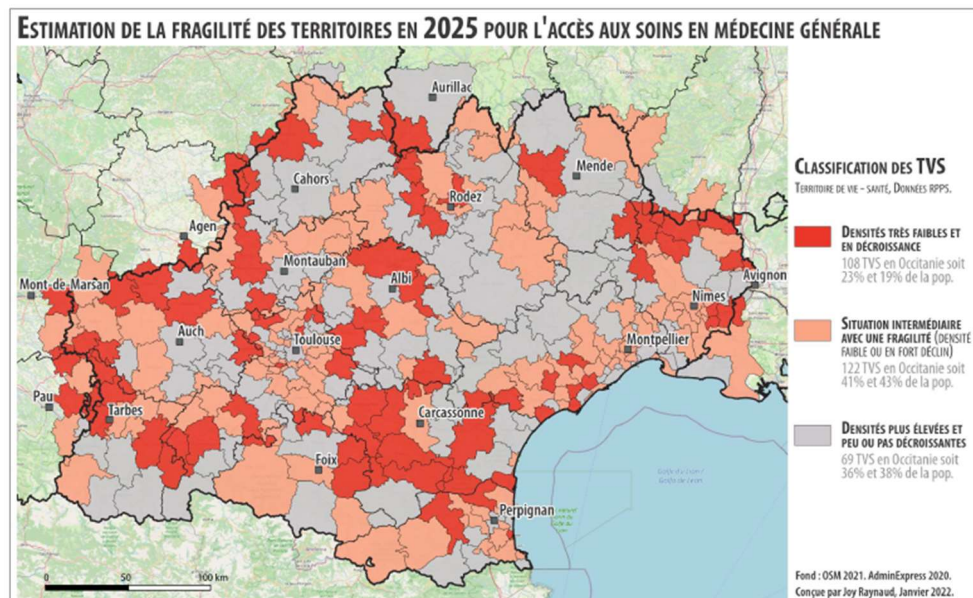 ESTIMATION DE LA FRAGILITÉ DES TERRITOIRES EN 2025 POUR L'ACCÈS AUX SOINS EN MÉDECINE GÉNÉRALE
Aurillac
Cahors
Mende
Rodez
Agen
Montauban
Albi
Avignon
Mont-de-Marsan
Nîmes
Auch
Toulouse
Montpellier
Pau
Tarbes
Carcassonne
Foix
Perpignan
0 50 100 km
CLASSIFICATION DES TVS
TERRITOIRE DE VIE - SANTÉ, DONNÉES RPPS.
DENSITÉS TRÈS FAIBLES ET
EN DÉCROISSANCE
108 TVS en Occitanie soit
23% et 19% de la pop.
SITUATION INTERMÉDIAIRE
AVEC UNE FRAGILITÉ (DENSITÉ
FAIBLE OU EN FORT DÉCLIN)
122 TVS en Occitanie soit
41% et 43% de la pop.
DENSITÉS PLUS ÉLEVÉES ET
PEU OU PAS DÉCROISSANTES
69 TVS en Occitanie soit
36% et 38% de la pop.
Fond : OSM 2021. AdminExpress 2020.
Conçue par Joy Raynaud, Janvier 2022.